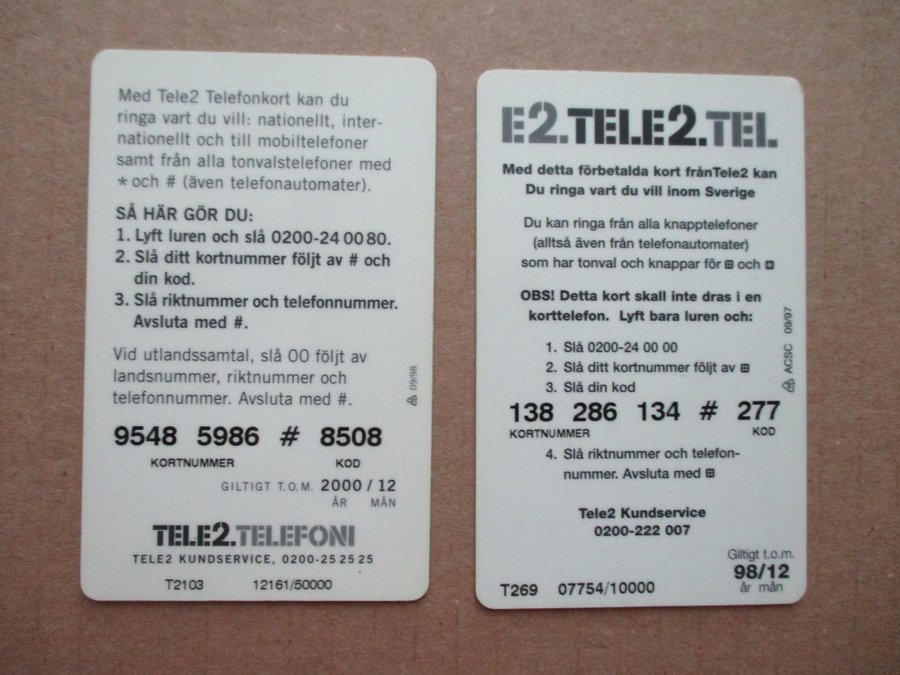 Med Tele2 Telefonkort kan du
ringa vart du vill: nationellt, inter-
nationellt och till mobiltelefoner
samt från alla tonvalstelefoner med
* och # (även telefonautomater).
SÅ HÄR GÖR DU:
1. Lyft luren och slå 0200-24 00 80.
2. Slå ditt kortnummer följt av # och
din kod.
3. Slå riktnummer och telefonnummer.
Avsluta med #.
Vid utlandssamtal, slå 00 följt av
landsnummer, riktnummer och
telefonnummer. Avsluta med #.
09/98
9548 5986 # 8508
KORTNUMMER KOD
GILTIGT T.O.M. 2000 / 12
ÅR MÅN
TELE2.TELEFONI
TELE2 KUNDSERVICE, 0200-25 25 25
T2103 12161/50000
E2.TELE2.TEL
Med detta förbetalda kort frånTele2 kan
Du ringa vart du vill inom Sverige
Du kan ringa från alla knapptelefoner
(alltså även från telefonautomater)
som har tonval och knappar för ⌗ och ⚹
OBS! Detta kort skall inte dras i en
korttelefon. Lyft bara luren och:
1. Slå 0200-24 00 00
2. Slå ditt kortnummer följt av ⌗
3. Slå din kod
ACSC 09/97
138 286 134 # 277
KORTNUMMER KOD
4. Slå riktnummer och telefon-
nummer. Avsluta med ⌗
Tele2 Kundservice
0200-222 007
Giltigt t.o.m.
98/12
år mån
T269 07754/10000